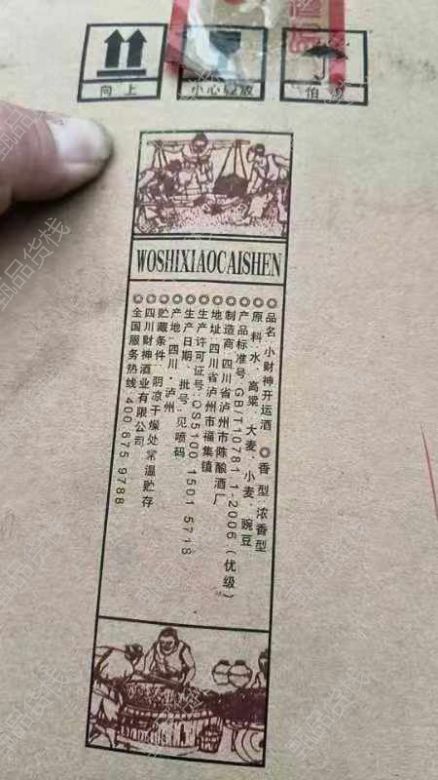 向上
小心轻放
怕湿
WOSHIXIAOCAISHEN
◎品名:小财神开运酒 ◎香型:浓香型
◎原料:水、高粱、大麦、小麦、豌豆
◎产品标准号:GB/T10781.1-2006(优级)
◎制造商:四川省泸州市陈酿酒厂
◎地址:四川省泸州市福集镇
◎生产许可证号:QS5100 1501 5718
◎生产日期、批号:见喷码
◎产地:四川·泸州
◎贮藏条件:阴凉干燥处常温贮存
◎四川财神酒业有限公司
◎全国服务热线:400 675 9788
甄品货栈